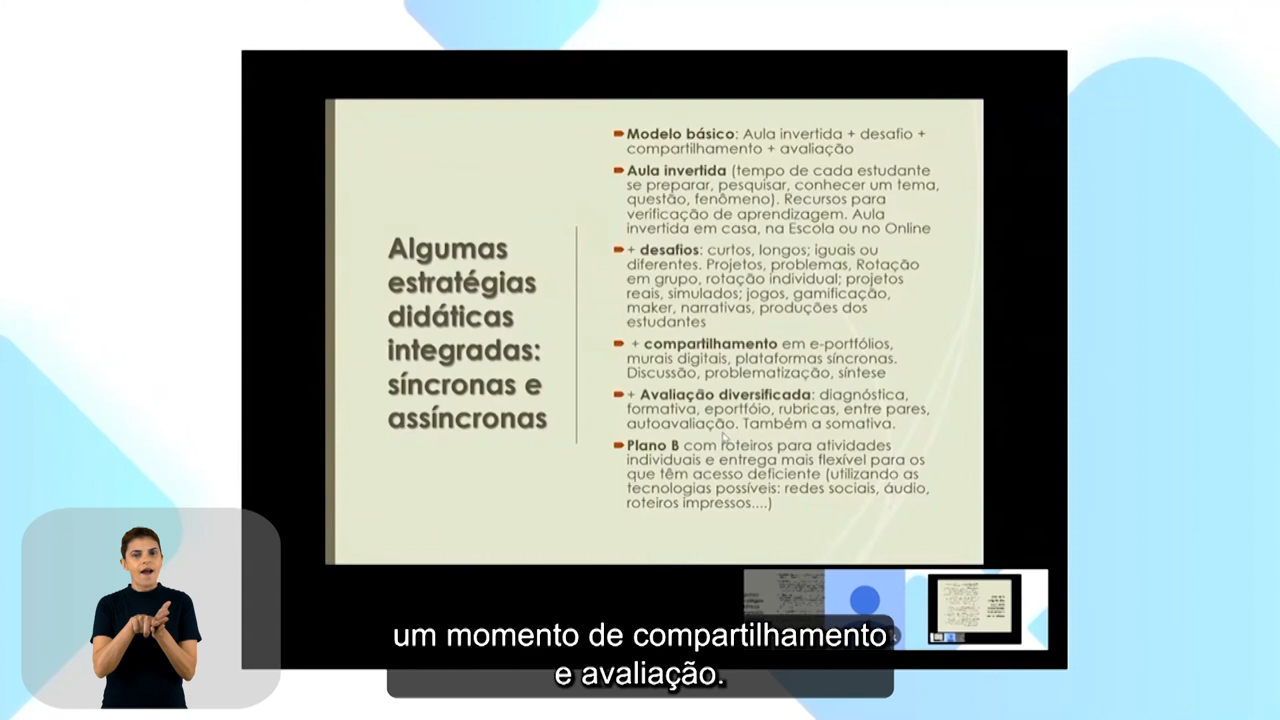 Algumas
estratégias
didáticas
integradas:
síncronas e
assíncronas
Modelo básico: Aula invertida + desafio +
compartilhamento + avaliação
Aula invertida (tempo de cada estudante
se preparar, pesquisar, conhecer um tema,
questão, fenômeno). Recursos para
verificação de aprendizagem. Aula
invertida em casa, na Escola ou no Online
+ desafios: curtos, longos; iguais ou
diferentes. Projetos, problemas, Rotação
em grupo, rotação individual; projetos
reais, simulados; jogos, gamificação,
maker, narrativas, produções dos
estudantes
+ compartilhamento em e-portfólios,
murais digitais, plataformas síncronas.
Discussão, problematização, síntese
+ Avaliação diversificada: diagnóstica,
formativa, eportfóio, rubricas, entre pares,
autoavaliação. Também a somativa.
Plano B com roteiros para atividades
individuais e entrega mais flexível para os
que têm acesso deficiente (utilizando as
tecnologias possíveis: redes sociais, áudio,
roteiros impressos....)
um momento de compartilhamento
e avaliação.